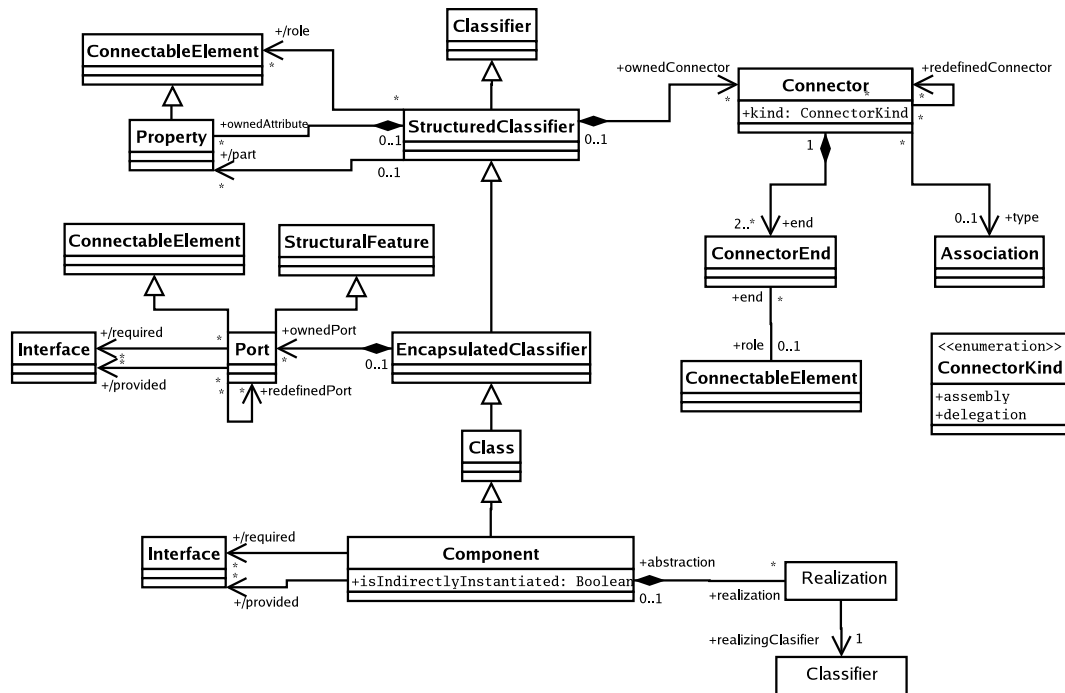 Classifier
+/role
ConnectableElement
*
+ownedConnector
*
Connector
+kind: ConnectorKind
*
+redefinedConnector
*
*
*
StructuredClassifier
0..1
0..1
0..1
+ownedAttribute
*
Property
+/part
*
1
*
2..*
+end
0..1
+type
ConnectorEnd
Association
ConnectableElement
StructuralFeature
+end
*
+role
0..1
ConnectableElement
<<enumeration>>
ConnectorKind
+assembly
+delegation
Interface
+/required
*
*
*
+/provided
*
*
Port
+ownedPort
*
*
+redefinedPort
0..1
EncapsulatedClassifier
Class
Interface
+/required
*
*
+/provided
Component
+isIndirectlyInstantiated: Boolean
+abstraction
0..1
*
+realization
Realization
+realizingClasifier
1
Classifier